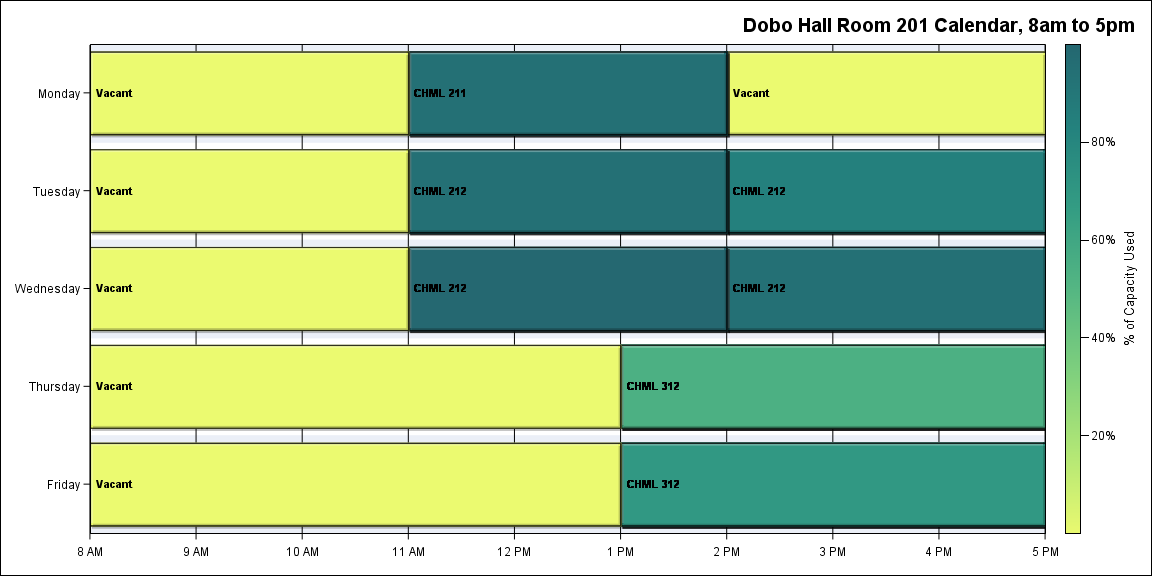 Dobo Hall Room 201 Calendar, 8am to 5pm
Monday
Vacant
CHML 211
Vacant
Tuesday
Vacant
CHML 212
CHML 212
Wednesday
Vacant
CHML 212
CHML 212
Thursday
Vacant
CHML 312
Friday
Vacant
CHML 312
8 AM 9 AM 10 AM 11 AM 12 PM 1 PM 2 PM 3 PM 4 PM 5 PM
80%
60%
40%
20%
% of Capacity Used